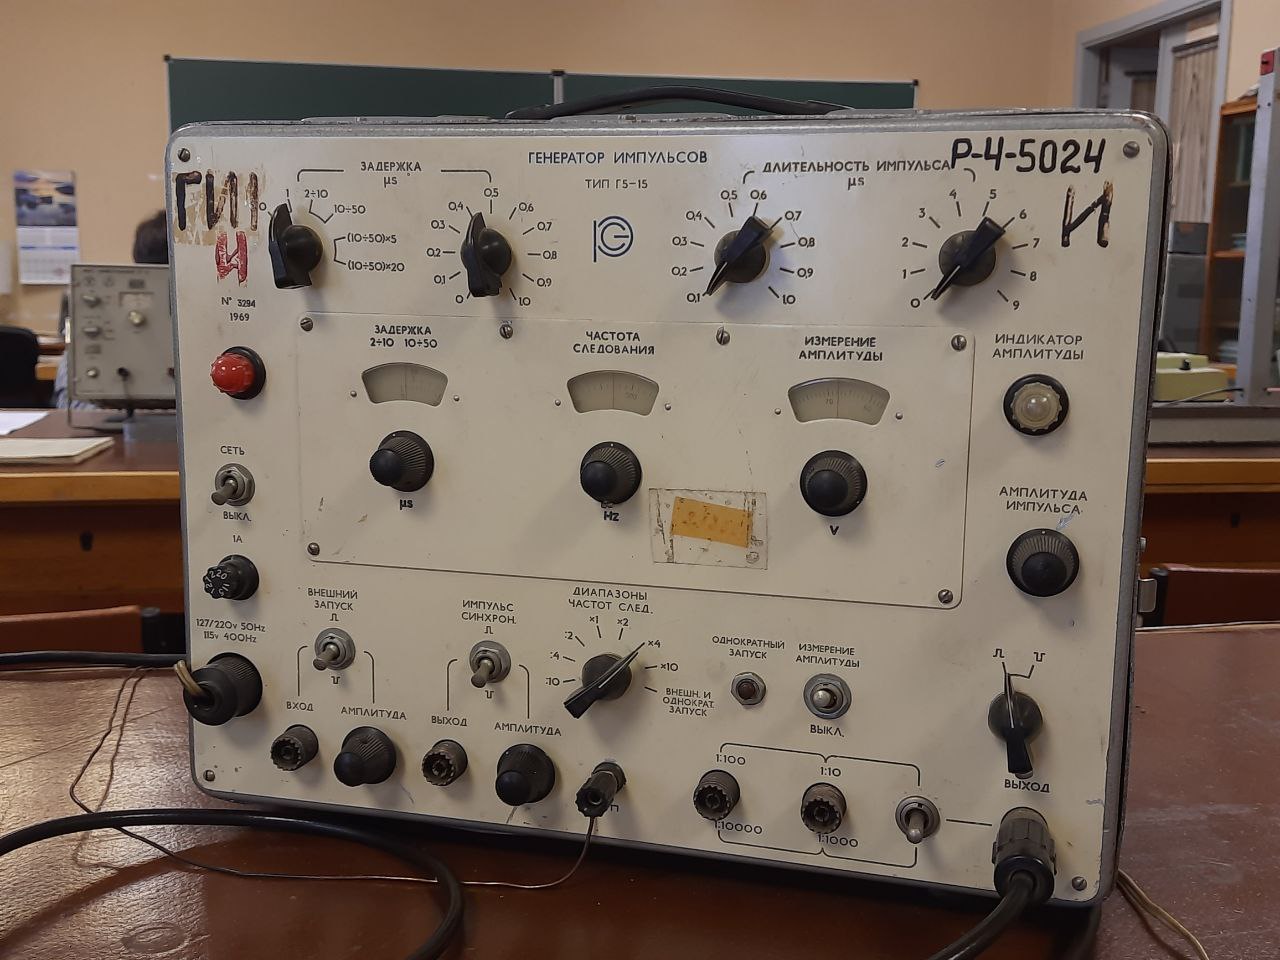 ГЕНЕРАТОР ИМПУЛЬСОВ
ТИП Г5-15
Р-4-5024
ГИ1
И
И
№ 3294
1969
ЗАДЕРЖКА
μs
0 1 2÷10
10÷50
(10÷50)×5
(10÷50)×20
0 0,1 0,2 0,3 0,4 0,5 0,6 0,7 0,8 0,9 1,0
ДЛИТЕЛЬНОСТЬ ИМПУЛЬСА
μs
0,1 0,2 0,3 0,4 0,5 0,6 0,7 0,8 0,9 1,0
0 1 2 3 4 5 6 7 8 9
ЗАДЕРЖКА
2÷10 10÷50
μs
ЧАСТОТА
СЛЕДОВАНИЯ
Hz
ИЗМЕРЕНИЕ
АМПЛИТУДЫ
V
ИНДИКАТОР
АМПЛИТУДЫ
АМПЛИТУДА
ИМПУЛЬСА
СЕТЬ
ВЫКЛ.
1А
220
127/220v 50Hz
115v 400Hz
ВНЕШНИЙ
ЗАПУСК
ВХОД
АМПЛИТУДА
ИМПУЛЬС
СИНХРОН.
ВЫХОД
АМПЛИТУДА
ДИАПАЗОНЫ
ЧАСТОТ СЛЕД.
:10 :4 :2 ×1 ×2 ×4 ×10
ВНЕШН. И
ОДНОКРАТ.
ЗАПУСК
ОДНОКРАТНЫЙ
ЗАПУСК
ИЗМЕРЕНИЕ
АМПЛИТУДЫ
ВЫКЛ.
1:100
1:10000
1:10
1:1000
ВЫХОД